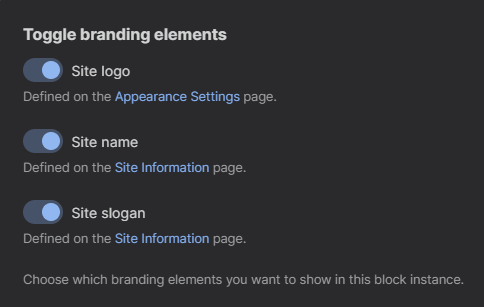 Toggle branding elements
Site logo
Defined on the Appearance Settings page.
Site name
Defined on the Site Information page.
Site slogan
Defined on the Site Information page.
Choose which branding elements you want to show in this block instance.